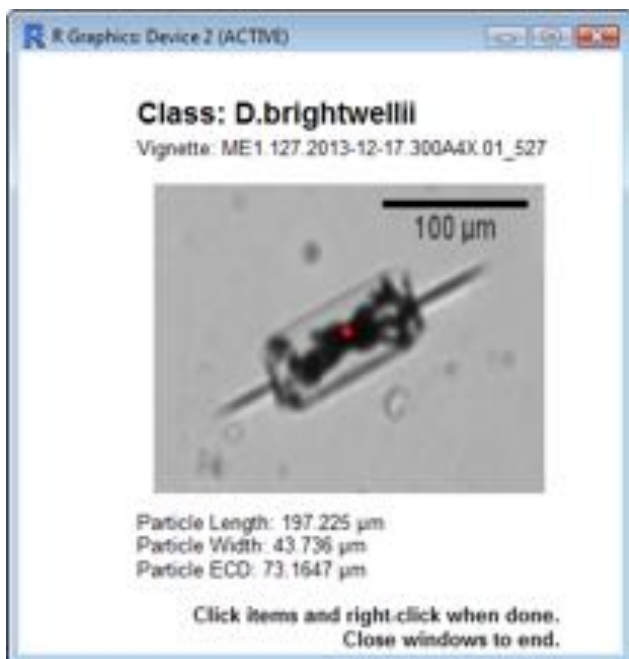 R Graphics: Device 2 (ACTIVE)
Class: D.brightwellii
Vignette: ME1.127.2013-12-17.300A4X.01_527
100 µm
Particle Length: 197.225 µm
Particle Width: 43.736 µm
Particle ECD: 73.1647 µm
Click items and right-click when done.
Close windows to end.